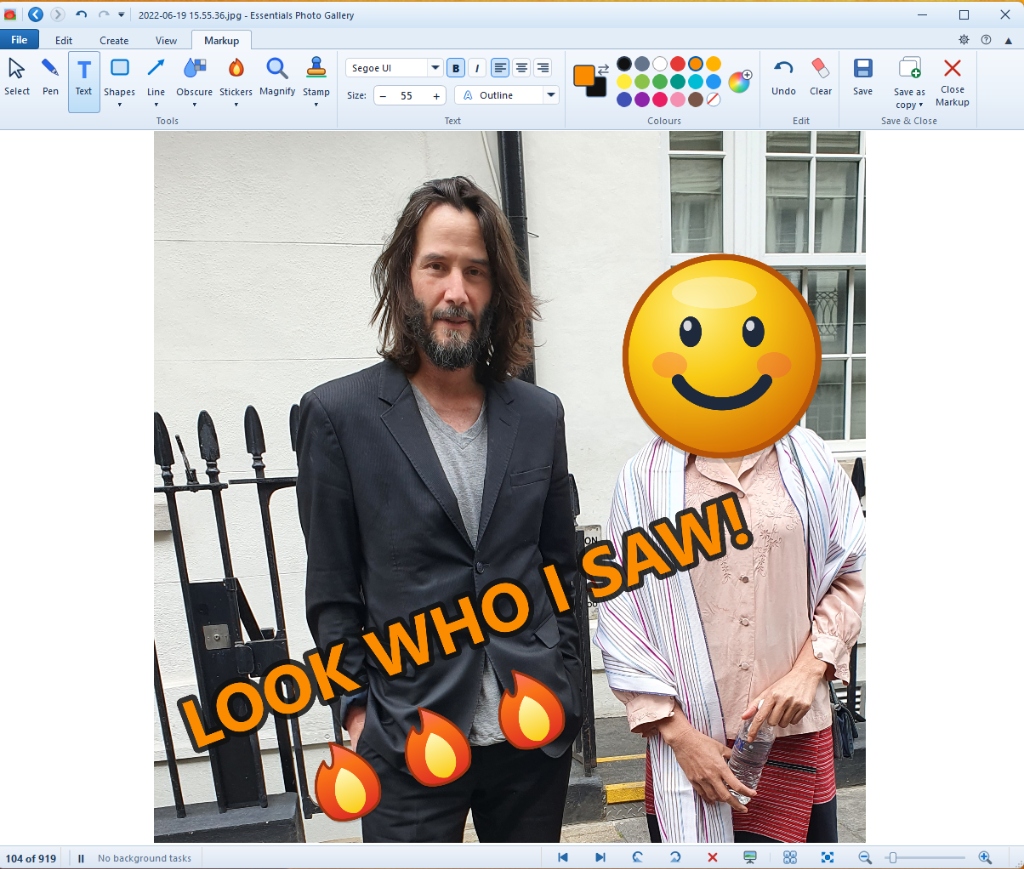 2022-06-19 15.55.36.jpg - Essentials Photo Gallery
File Edit Create View Markup
Select Pen Text Shapes Line Obscure Stickers Magnify Stamp
Tools
Segoe UI B I
Size: − 55 + A Outline
Text
Colours
Undo Clear
Edit
Save Save as copy Close Markup
Save & Close
LOOK WHO I SAW!
ON
104 of 919 No background tasks